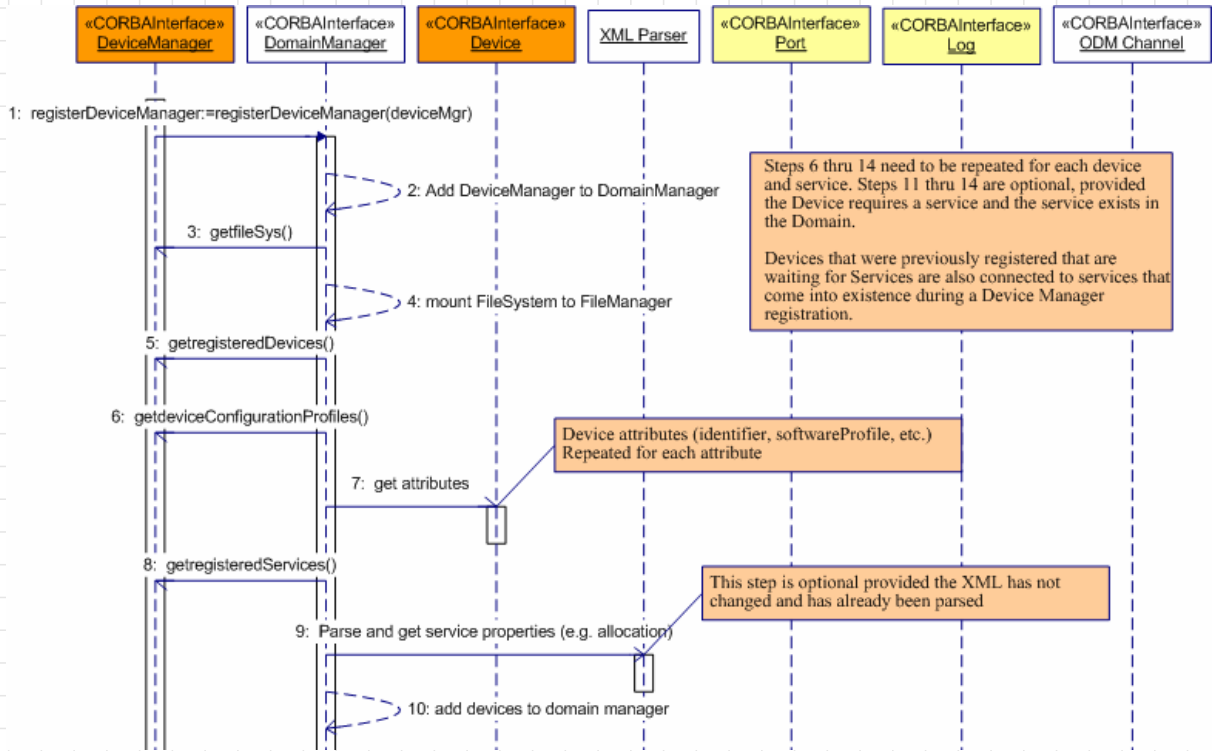 «CORBAInterface»
DeviceManager
«CORBAInterface»
DomainManager
«CORBAInterface»
Device
XML Parser
«CORBAInterface»
Port
«CORBAInterface»
Log
«CORBAInterface»
ODM Channel
1: registerDeviceManager:=registerDeviceManager(deviceMgr)
Steps 6 thru 14 need to be repeated for each device
and service. Steps 11 thru 14 are optional, provided
the Device requires a service and the service exists in
the Domain.
Devices that were previously registered that are
waiting for Services are also connected to services that
come into existence during a Device Manager
registration.
2: Add DeviceManager to DomainManager
3: getfileSys()
4: mount FileSystem to FileManager
5: getregisteredDevices()
6: getdeviceConfigurationProfiles()
Device attributes (identifier, softwareProfile, etc.)
Repeated for each attribute
7: get attributes
8: getregisteredServices()
This step is optional provided the XML has not
changed and has already been parsed
9: Parse and get service properties (e.g. allocation)
10: add devices to domain manager